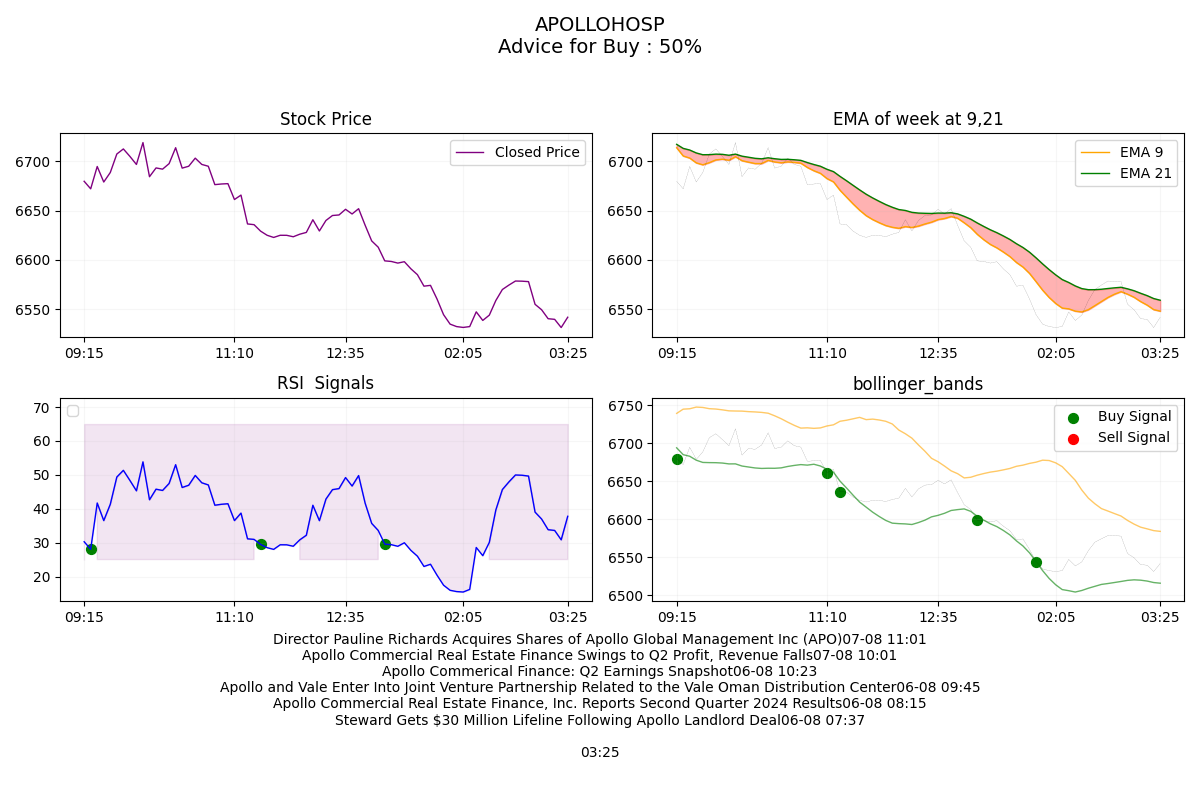 APOLLOHOSP
Advice for Buy : 50%
Stock Price
Closed Price
6700
6650
6600
6550
09:15
11:10
12:35
02:05
03:25
EMA of week at 9,21
EMA 9
EMA 21
6700
6650
6600
6550
09:15
11:10
12:35
02:05
03:25
RSI  Signals
70
60
50
40
30
20
09:15
11:10
12:35
02:05
03:25
bollinger_bands
Buy Signal
Sell Signal
6750
6700
6650
6600
6550
6500
09:15
11:10
12:35
02:05
03:25
Director Pauline Richards Acquires Shares of Apollo Global Management Inc (APO)07-08 11:01
Apollo Commercial Real Estate Finance Swings to Q2 Profit, Revenue Falls07-08 10:01
Apollo Commerical Finance: Q2 Earnings Snapshot06-08 10:23
Apollo and Vale Enter Into Joint Venture Partnership Related to the Vale Oman Distribution Center06-08 09:45
Apollo Commercial Real Estate Finance, Inc. Reports Second Quarter 2024 Results06-08 08:15
Steward Gets $30 Million Lifeline Following Apollo Landlord Deal06-08 07:37
03:25